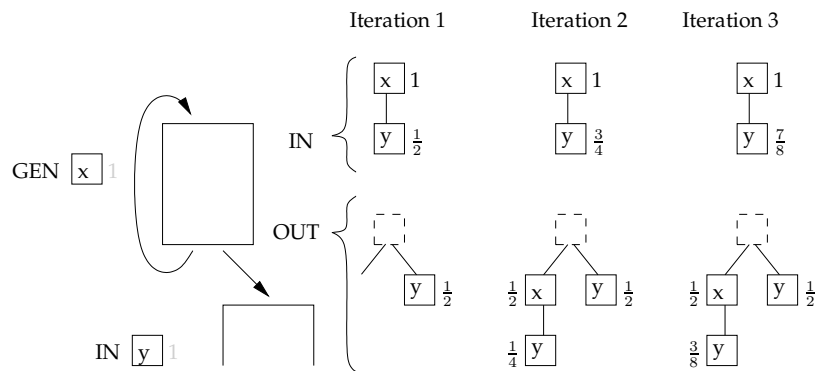 Iteration 1 Iteration 2 Iteration 3
x 1 x 1 x 1
IN y 1/2 y 3/4 y 7/8
GEN x 1
OUT
y 1/2 1/2 x y 1/2 1/2 x y 1/2
IN y 1 1/4 y 3/8 y